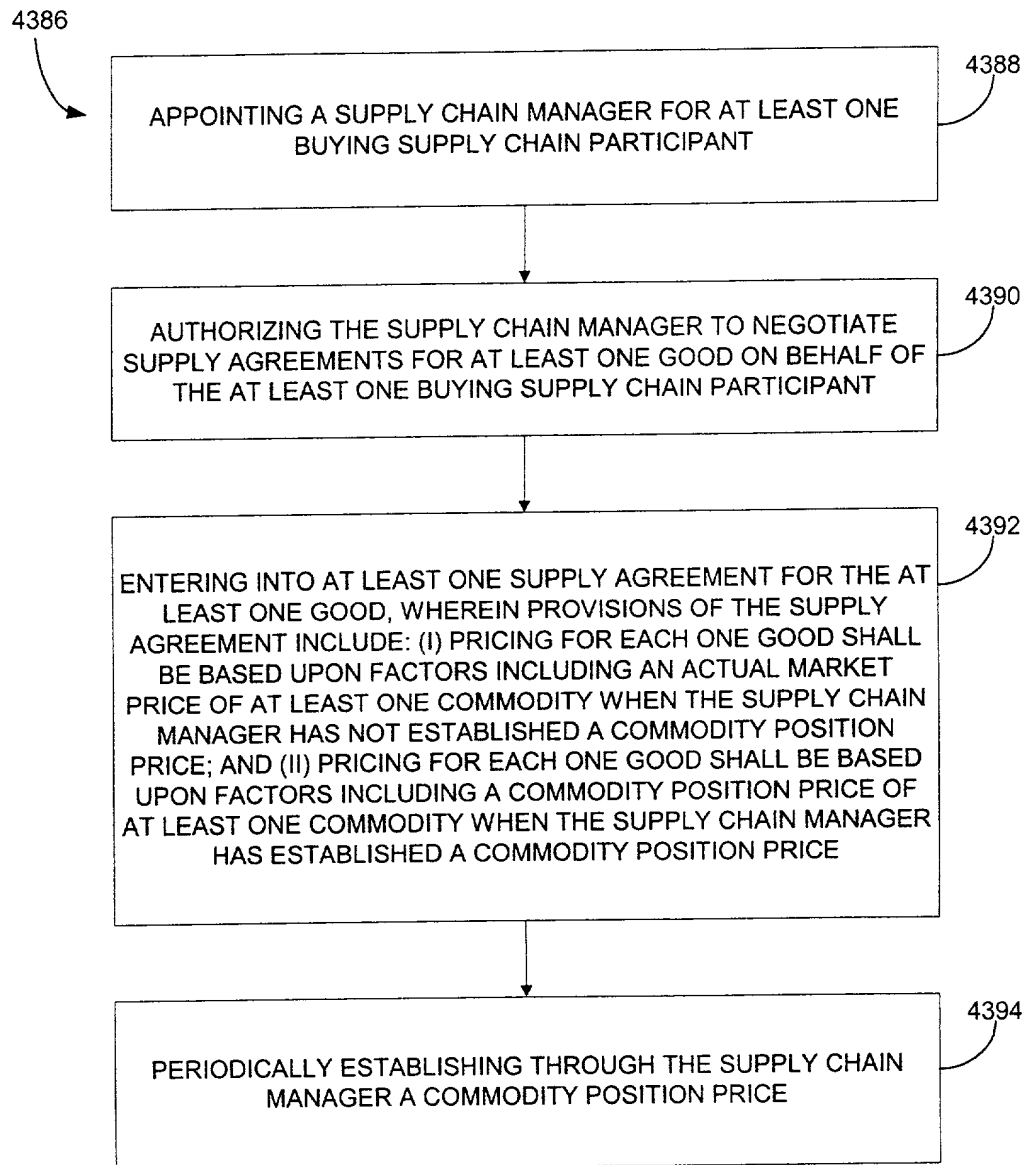 4386
4388
APPOINTING A SUPPLY CHAIN MANAGER FOR AT LEAST ONE
BUYING SUPPLY CHAIN PARTICIPANT
4390
AUTHORIZING THE SUPPLY CHAIN MANAGER TO NEGOTIATE
SUPPLY AGREEMENTS FOR AT LEAST ONE GOOD ON BEHALF OF
THE AT LEAST ONE BUYING SUPPLY CHAIN PARTICIPANT
4392
ENTERING INTO AT LEAST ONE SUPPLY AGREEMENT FOR THE AT
LEAST ONE GOOD, WHEREIN PROVISIONS OF THE SUPPLY
AGREEMENT INCLUDE: (I) PRICING FOR EACH ONE GOOD SHALL
BE BASED UPON FACTORS INCLUDING AN ACTUAL MARKET
PRICE OF AT LEAST ONE COMMODITY WHEN THE SUPPLY CHAIN
MANAGER HAS NOT ESTABLISHED A COMMODITY POSITION
PRICE; AND (II) PRICING FOR EACH ONE GOOD SHALL BE BASED
UPON FACTORS INCLUDING A COMMODITY POSITION PRICE OF
AT LEAST ONE COMMODITY WHEN THE SUPPLY CHAIN MANAGER
HAS ESTABLISHED A COMMODITY POSITION PRICE
4394
PERIODICALLY ESTABLISHING THROUGH THE SUPPLY CHAIN
MANAGER A COMMODITY POSITION PRICE